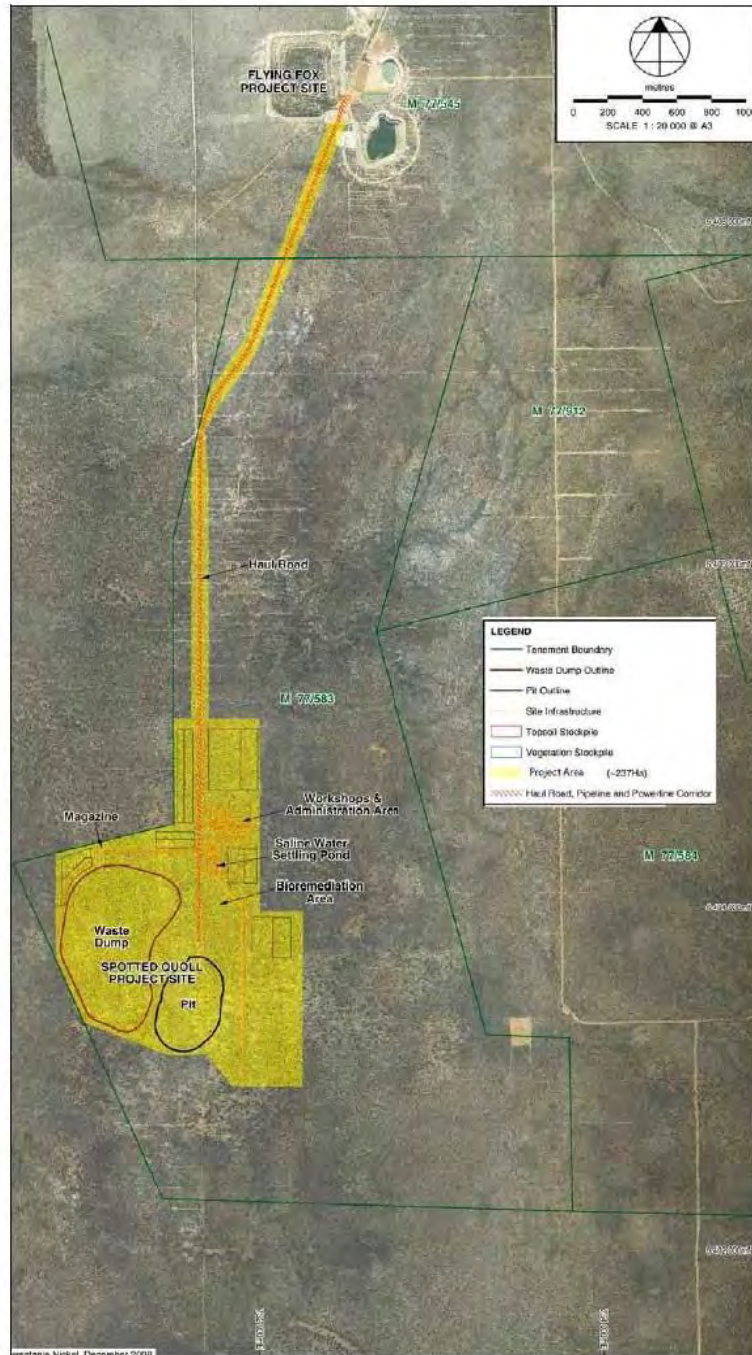 FLYING FOX
PROJECT SITE
M 77/545
metres
0 200 400 600 800 1000
SCALE 1 : 20 000 @ A3
M 77/912
Haul Road
LEGEND
Tenement Boundary
Waste Dump Outline
Pit Outline
Site Infrastructure
Topsoil Stockpile
Vegetation Stockpile
Project Area (~237Ha)
Haul Road, Pipeline and Powerline Corridor
M 77/583
Workshops &
Administration Area
Magazine
Saline Water
Settling Pond
M 77/584
Bioremediation
Area
Waste
Dump
SPOTTED QUOLL
PROJECT SITE
Pit
Nickel, December 2008